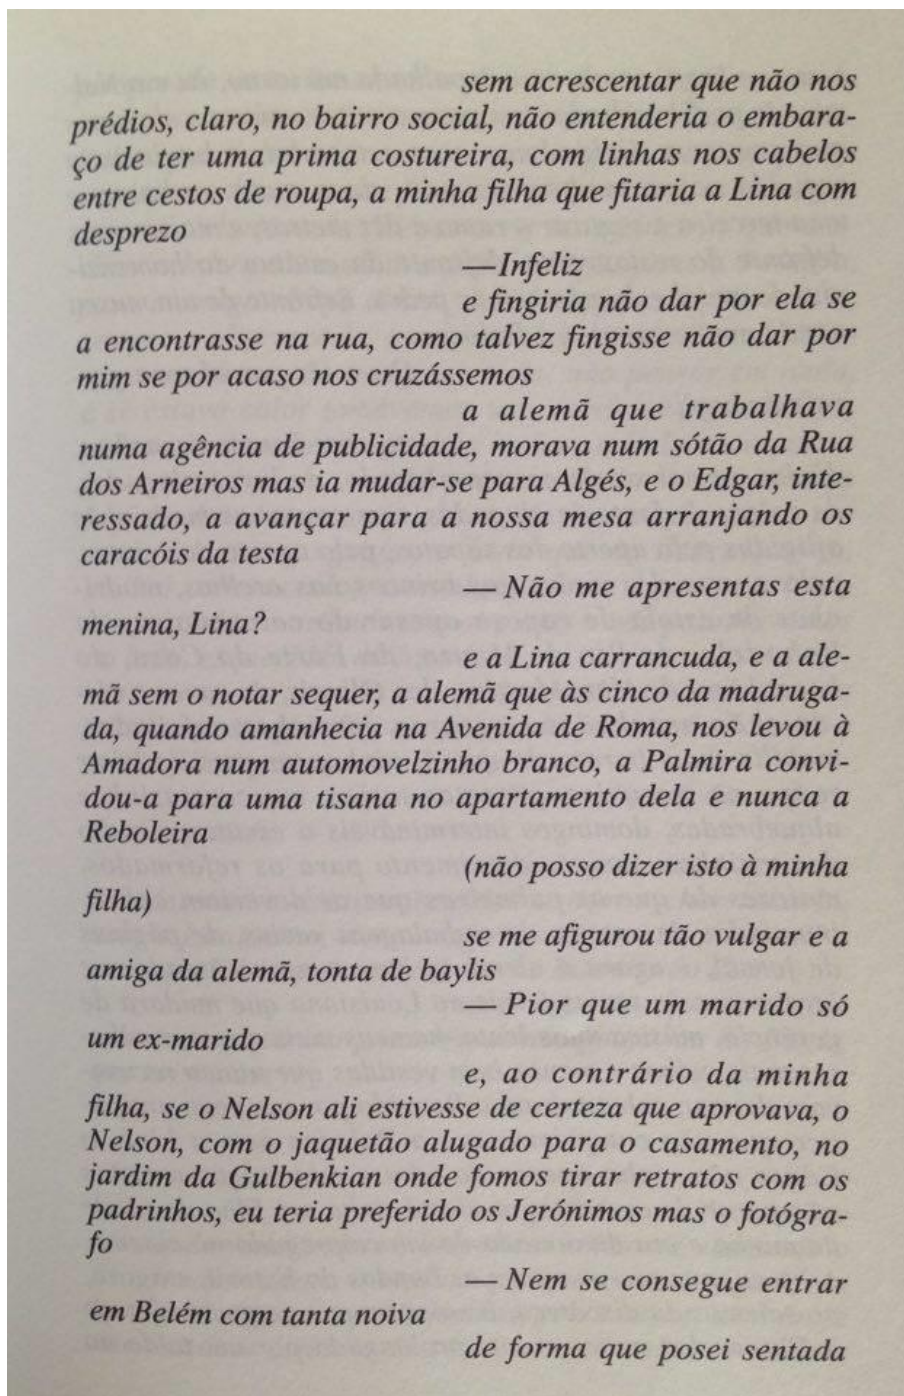 sem acrescentar que não nos
prédios, claro, no bairro social, não entenderia o embara-
ço de ter uma prima costureira, com linhas nos cabelos
entre cestos de roupa, a minha filha que fitaria a Lina com
desprezo
— Infeliz
e fingiria não dar por ela se
a encontrasse na rua, como talvez fingisse não dar por
mim se por acaso nos cruzássemos
a alemã que trabalhava
numa agência de publicidade, morava num sótão da Rua
dos Arneiros mas ia mudar-se para Algés, e o Edgar, inte-
ressado, a avançar para a nossa mesa arranjando os
caracóis da testa
— Não me apresentas esta
menina, Lina?
e a Lina carrancuda, e a ale-
mã sem o notar sequer, a alemã que às cinco da madruga-
da, quando amanhecia na Avenida de Roma, nos levou à
Amadora num automovelzinho branco, a Palmira convi-
dou-a para uma tisana no apartamento dela e nunca a
Reboleira
(não posso dizer isto à minha
filha)
se me afigurou tão vulgar e a
amiga da alemã, tonta de baylis
— Pior que um marido só
um ex-marido
e, ao contrário da minha
filha, se o Nelson ali estivesse de certeza que aprovava, o
Nelson, com o jaquetão alugado para o casamento, no
jardim da Gulbenkian onde fomos tirar retratos com os
padrinhos, eu teria preferido os Jerónimos mas o fotógra-
fo
— Nem se consegue entrar
em Belém com tanta noiva
de forma que posei sentada